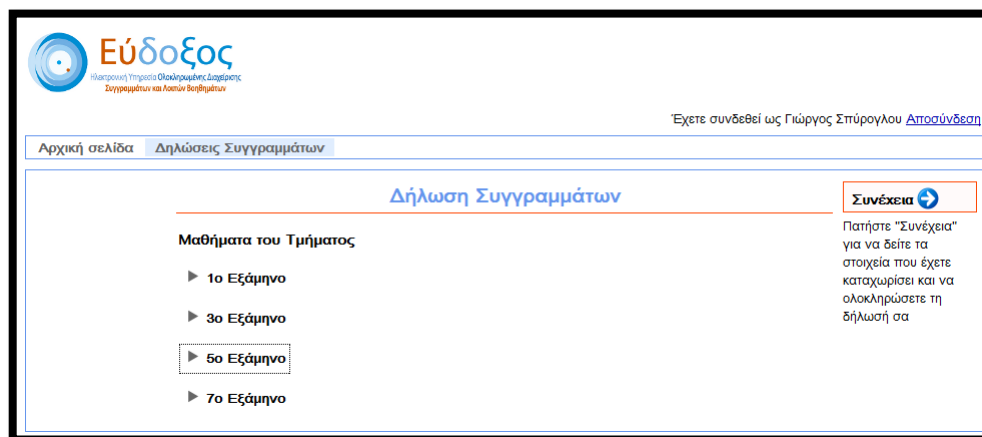 Εύδοξος
Ηλεκτρονική Υπηρεσία Ολοκληρωμένης Διαχείρισης
Συγγραμμάτων και Λοιπών Βοηθημάτων
Έχετε συνδεθεί ως Γιώργος Σπύρογλου Αποσύνδεση
Αρχική σελίδα Δηλώσεις Συγγραμμάτων
Δήλωση Συγγραμμάτων
Μαθήματα του Τμήματος
1ο Εξάμηνο
3ο Εξάμηνο
5ο Εξάμηνο
7ο Εξάμηνο
Συνέχεια
Πατήστε "Συνέχεια"
για να δείτε τα
στοιχεία που έχετε
καταχωρίσει και να
ολοκληρώσετε τη
δήλωσή σα